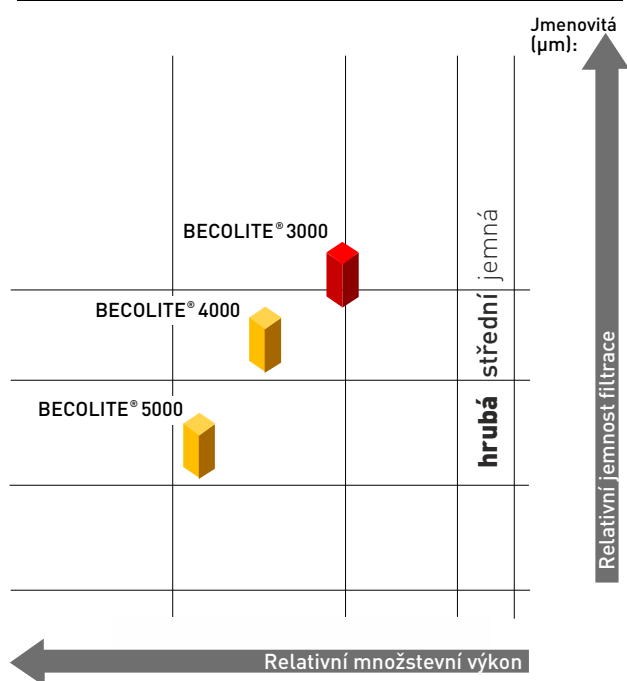 Jmenovitá
(µm):
BECOLITE® 3000
BECOLITE® 4000
BECOLITE® 5000
hrubá střední jemná
Relativní jemnost filtrace
Relativní množstevní výkon